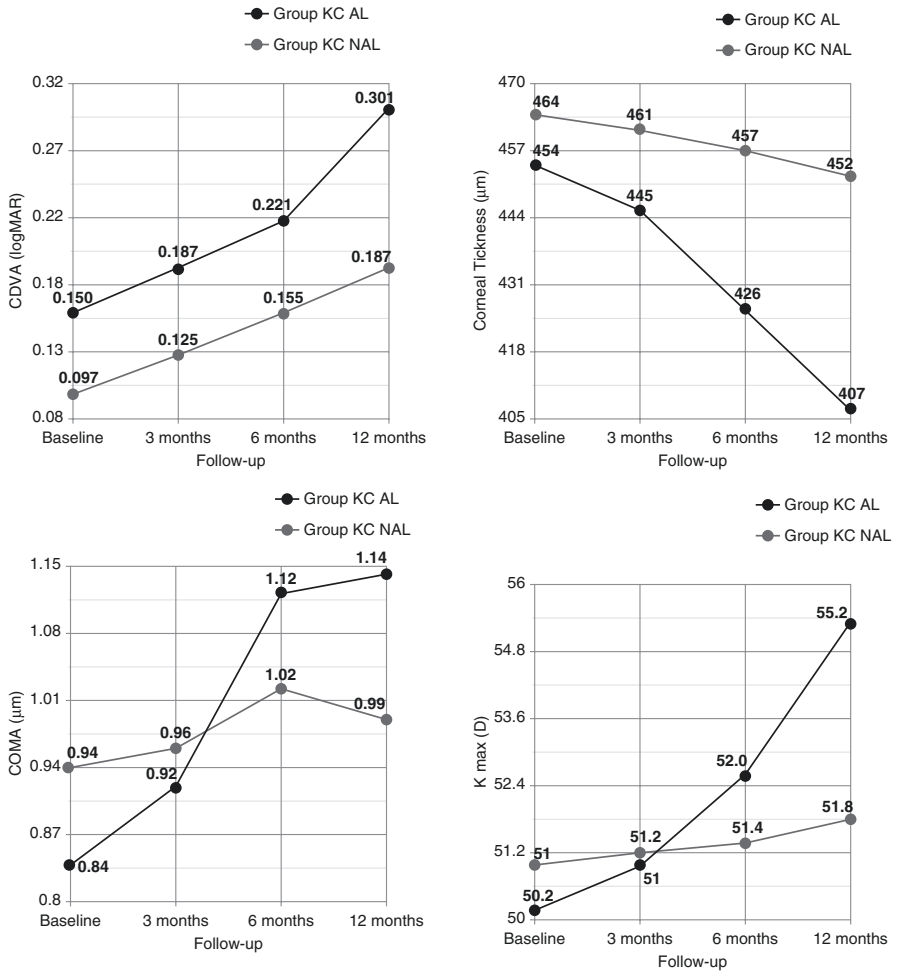 Group KC AL
Group KC NAL
0.32
0.27
0.22
0.18
0.13
0.08
CDVA (logMAR)
0.150
0.187
0.221
0.301
0.097
0.125
0.155
0.187
Baseline
3 months
6 months
12 months
Follow-up
Group KC AL
Group KC NAL
470
457
444
431
418
405
Corneal Tickness (μm)
464
461
457
452
454
445
426
407
Baseline
3 months
6 months
12 months
Follow-up
Group KC AL
Group KC NAL
1.15
1.08
1.01
0.94
0.87
0.8
COMA (μm)
0.84
0.92
1.12
1.14
0.94
0.96
1.02
0.99
Baseline
3 months
6 months
12 months
Follow-up
Group KC AL
Group KC NAL
56
54.8
53.6
52.4
51.2
50
K max (D)
50.2
51
52.0
55.2
51
51.2
51.4
51.8
Baseline
3 months
6 months
12 months
Follow-up